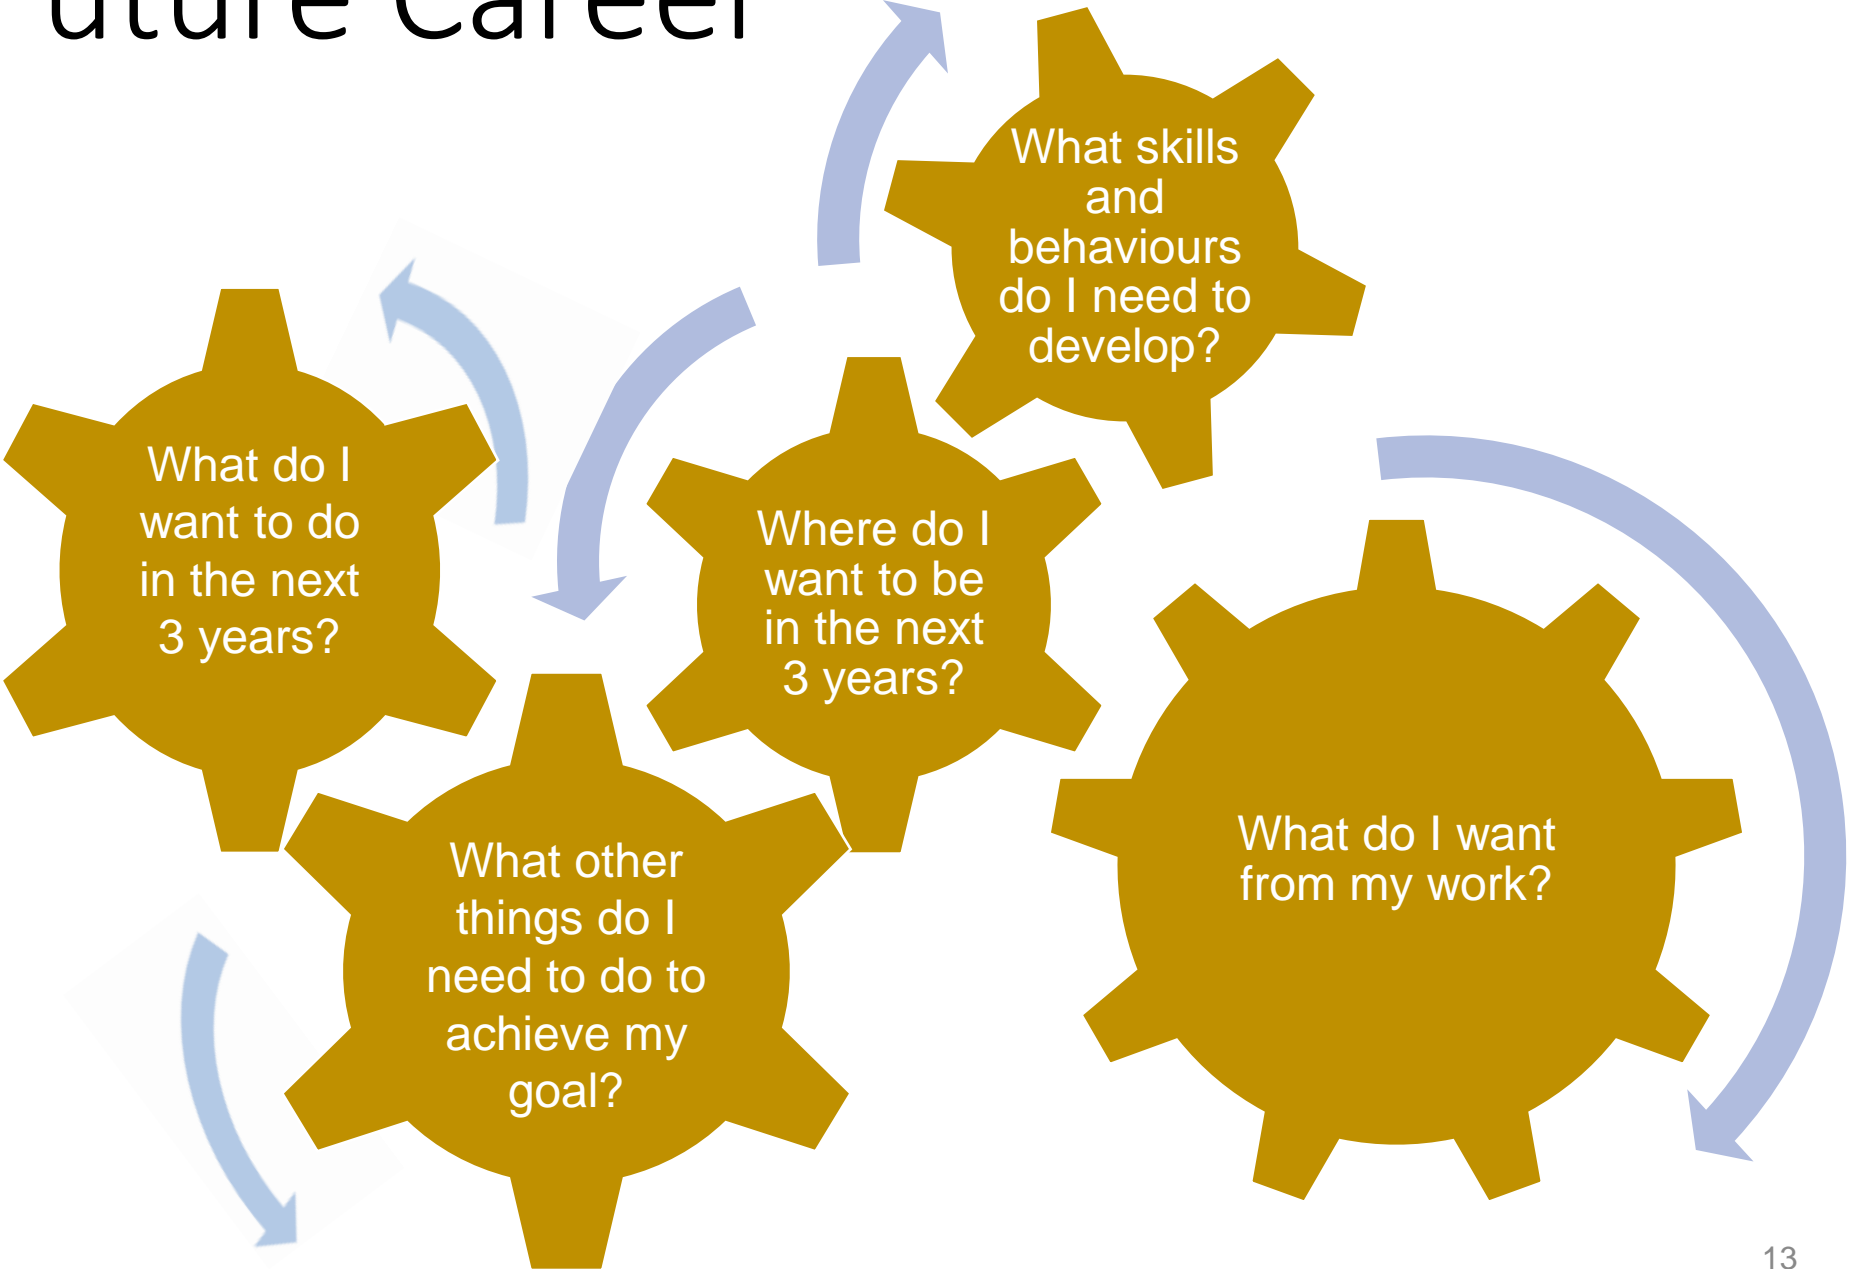 uture Career
What skills
and
behaviours
do I need to
develop?
What do I
want to do
in the next
3 years?
Where do I
want to be
in the next
3 years?
What other
things do I
need to do to
achieve my
goal?
What do I want
from my work?
13